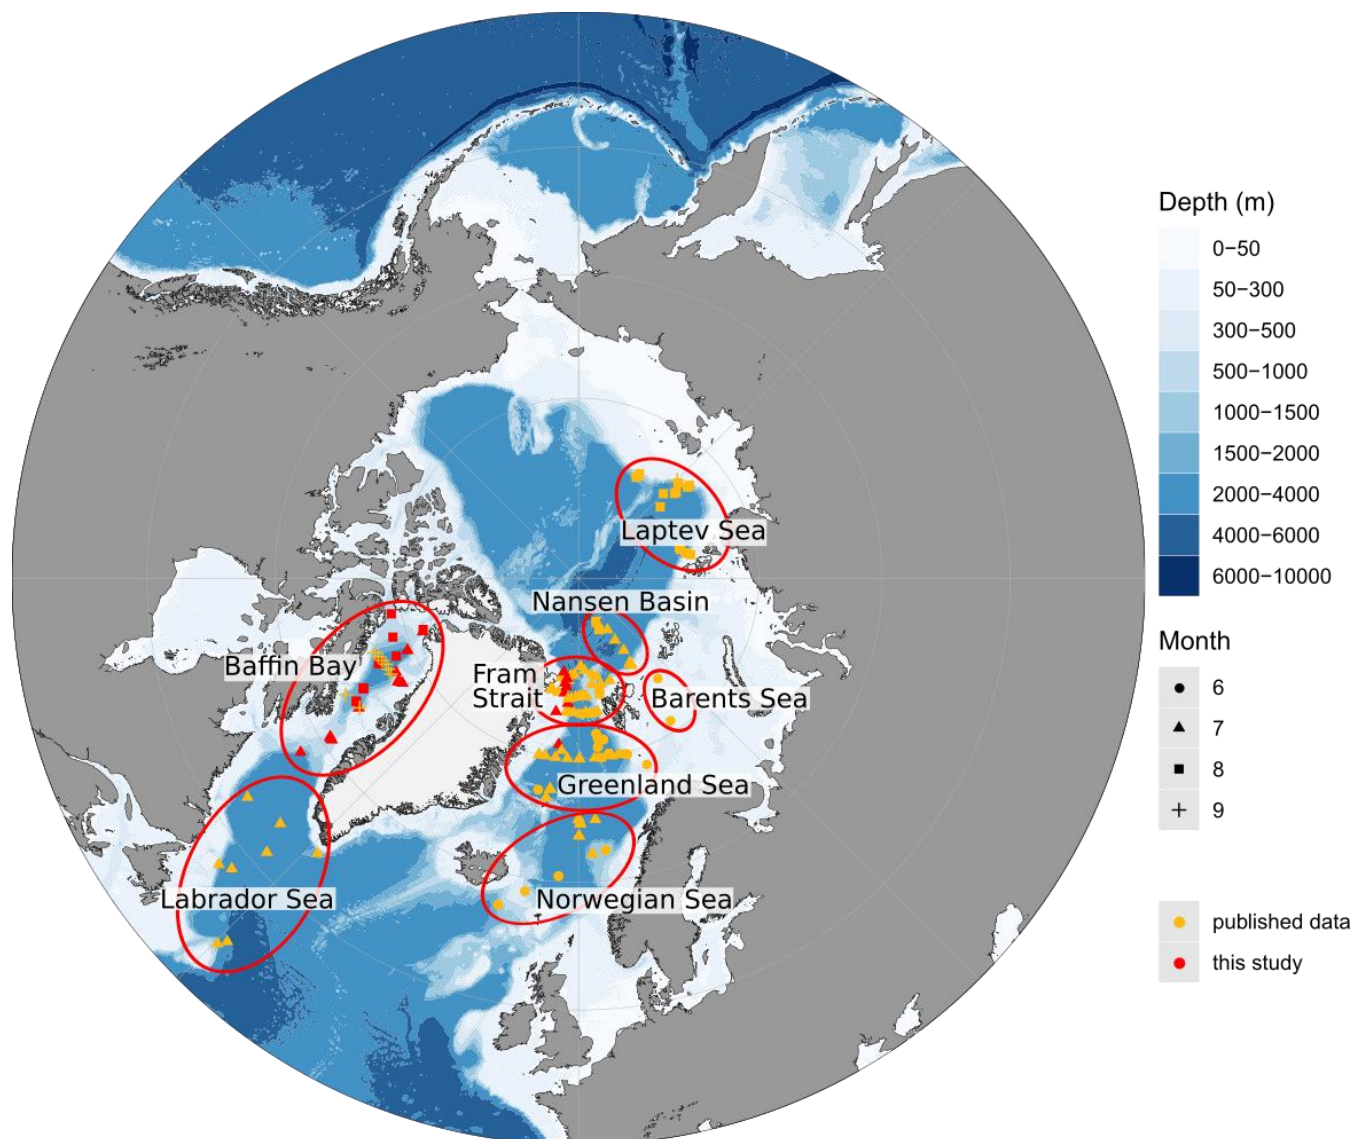 Depth (m)
0−50
50−300
300−500
500−1000
1000−1500
1500−2000
2000−4000
4000−6000
6000−10000
Month
6
7
8
9
published data
this study
Laptev Sea
Nansen Basin
Baffin Bay
Fram
Strait
Barents Sea
Greenland Sea
Labrador Sea
Norwegian Sea